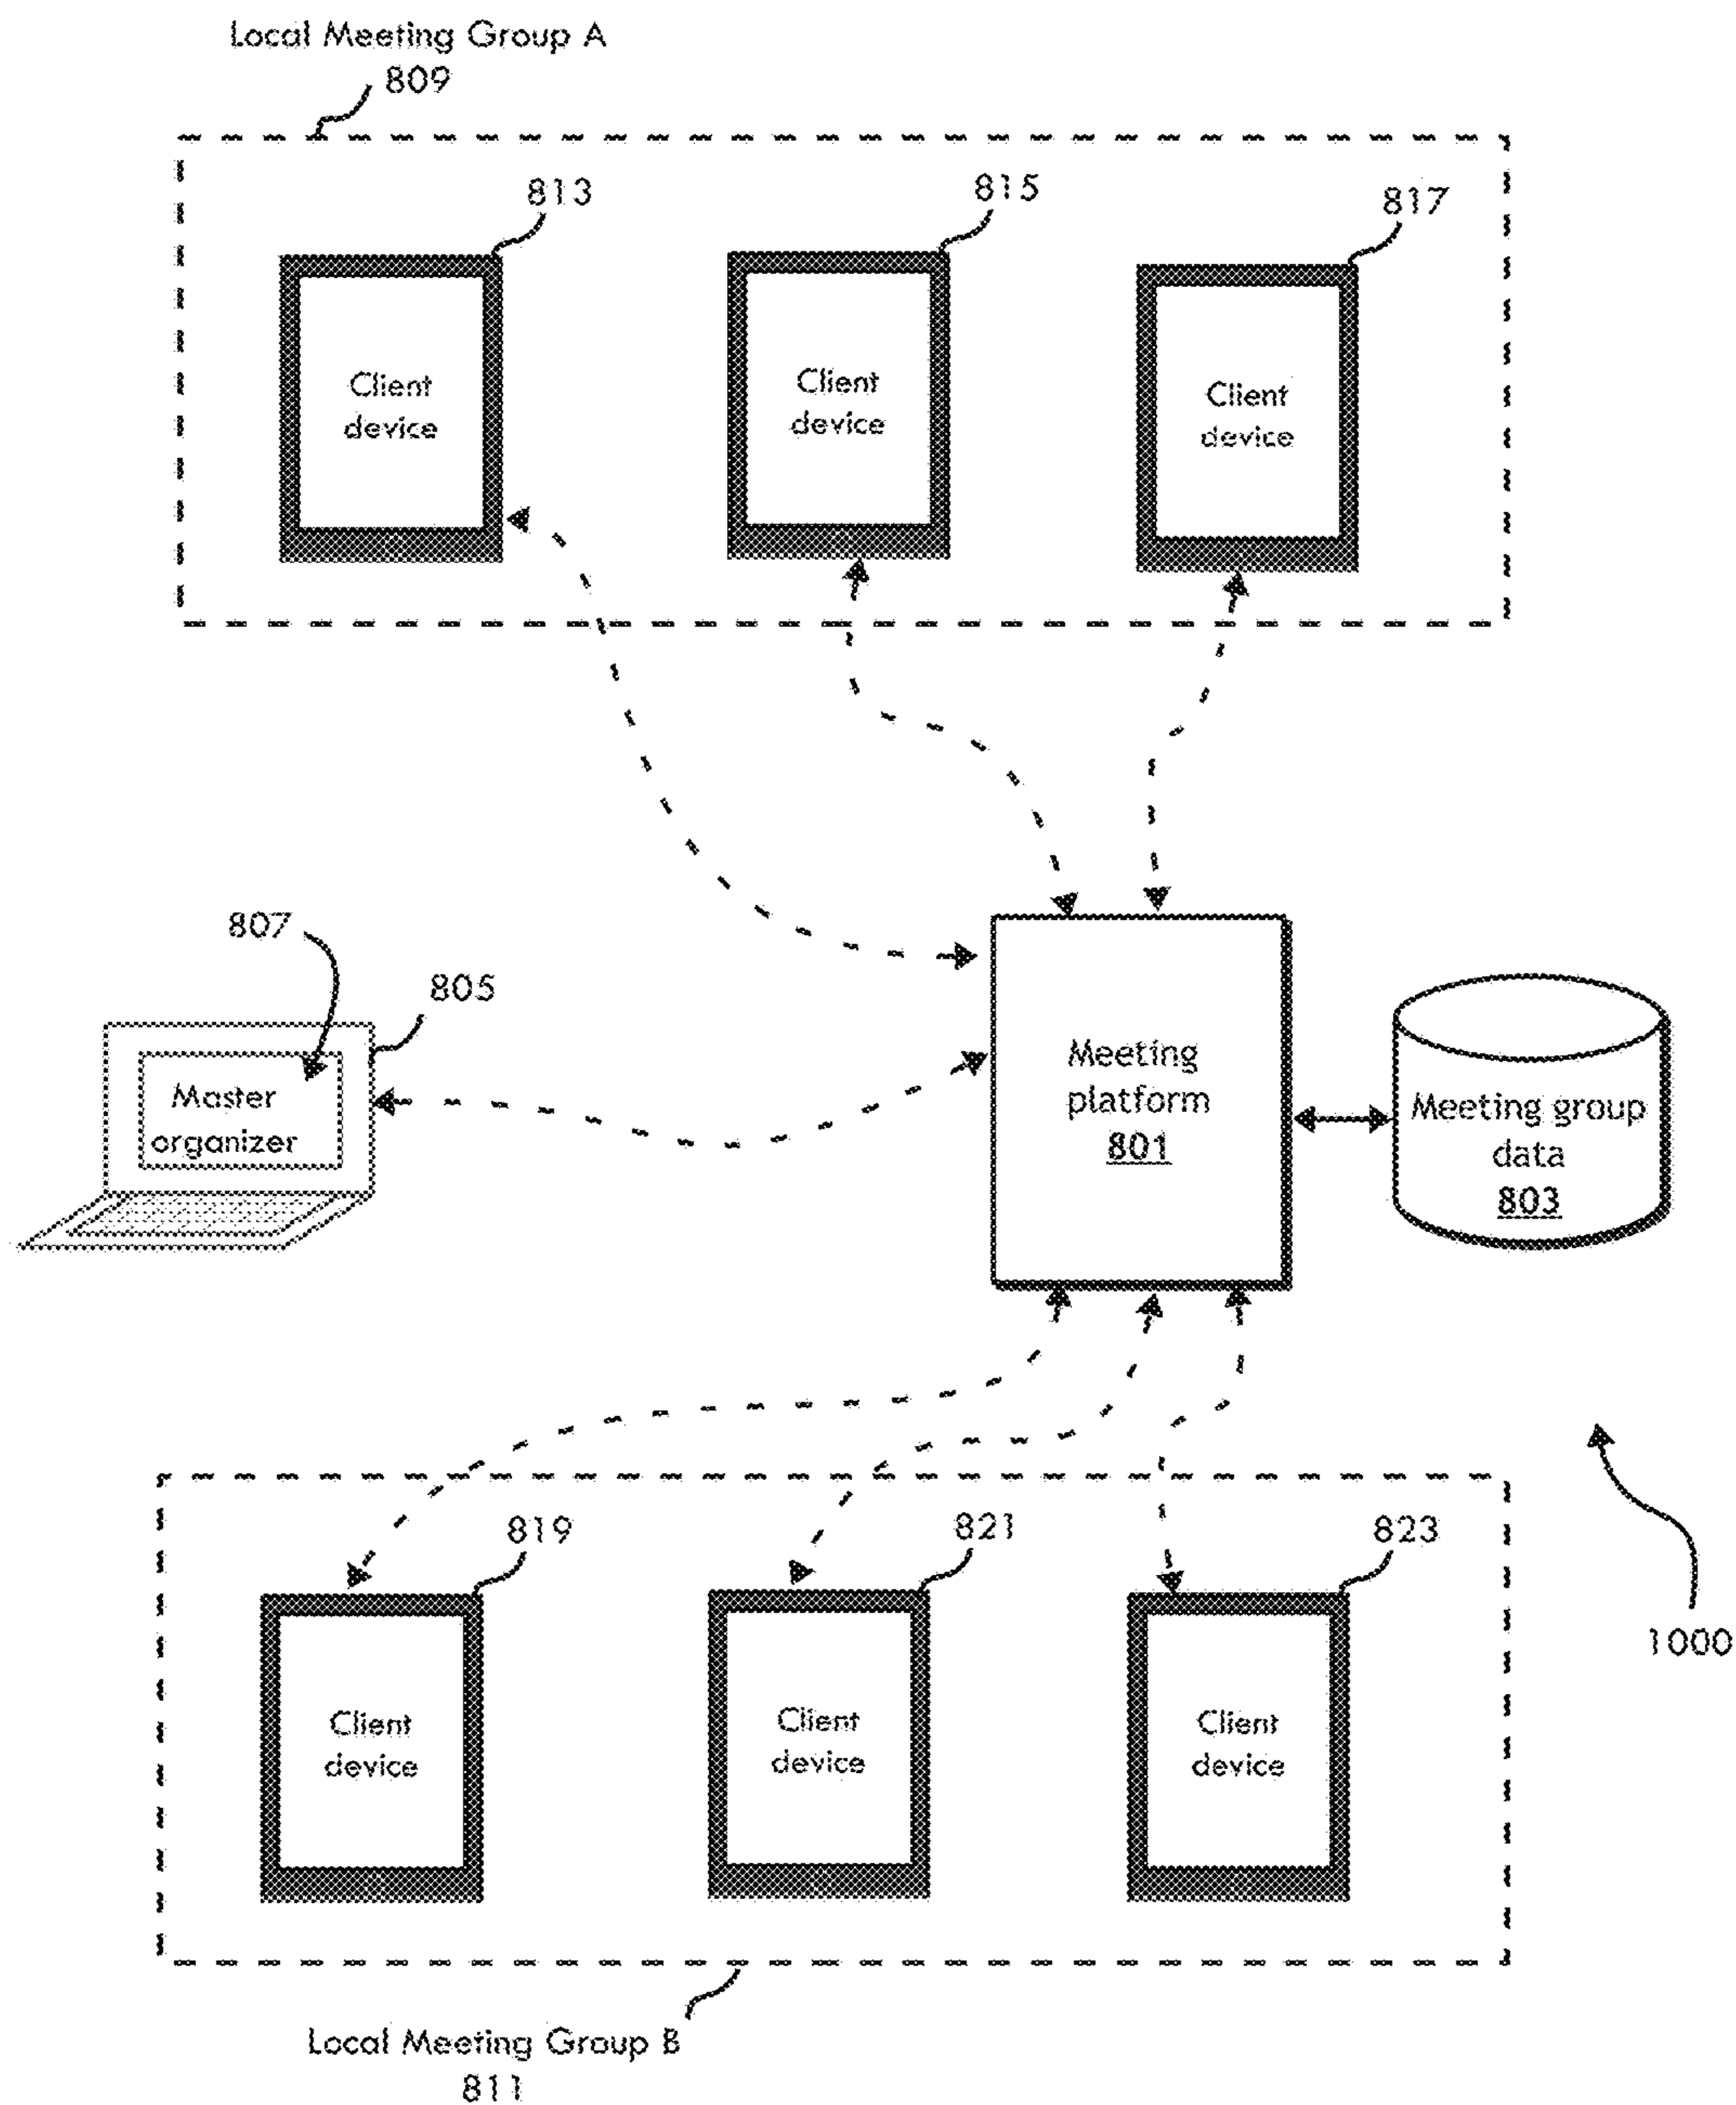 Local Meeting Group A
809
813
815
817
Client
device
Client
device
Client
device
807
805
Master
organizer
Meeting
platform
801
Meeting group
data
803
819
821
823
1000
Client
device
Client
device
Client
device
Local Meeting Group B
811